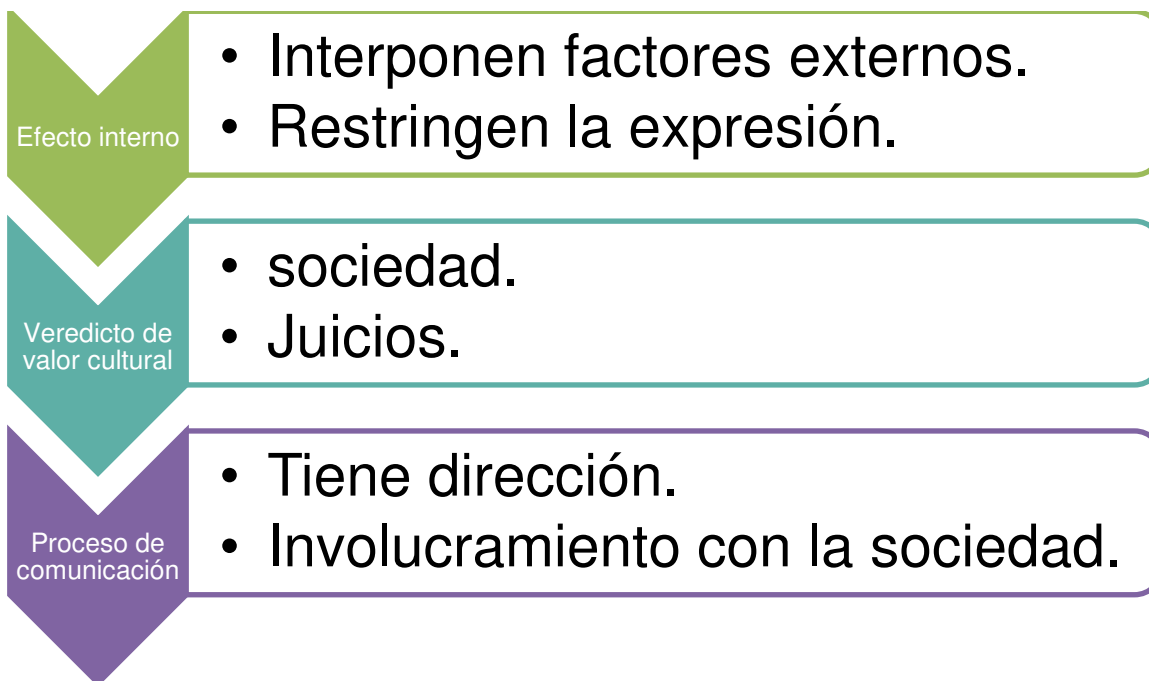 Efecto interno
• Interponen factores externos.
• Restringen la expresión.
Veredicto de
valor cultural
• sociedad.
• Juicios.
Proceso de
comunicación
• Tiene dirección.
• Involucramiento con la sociedad.